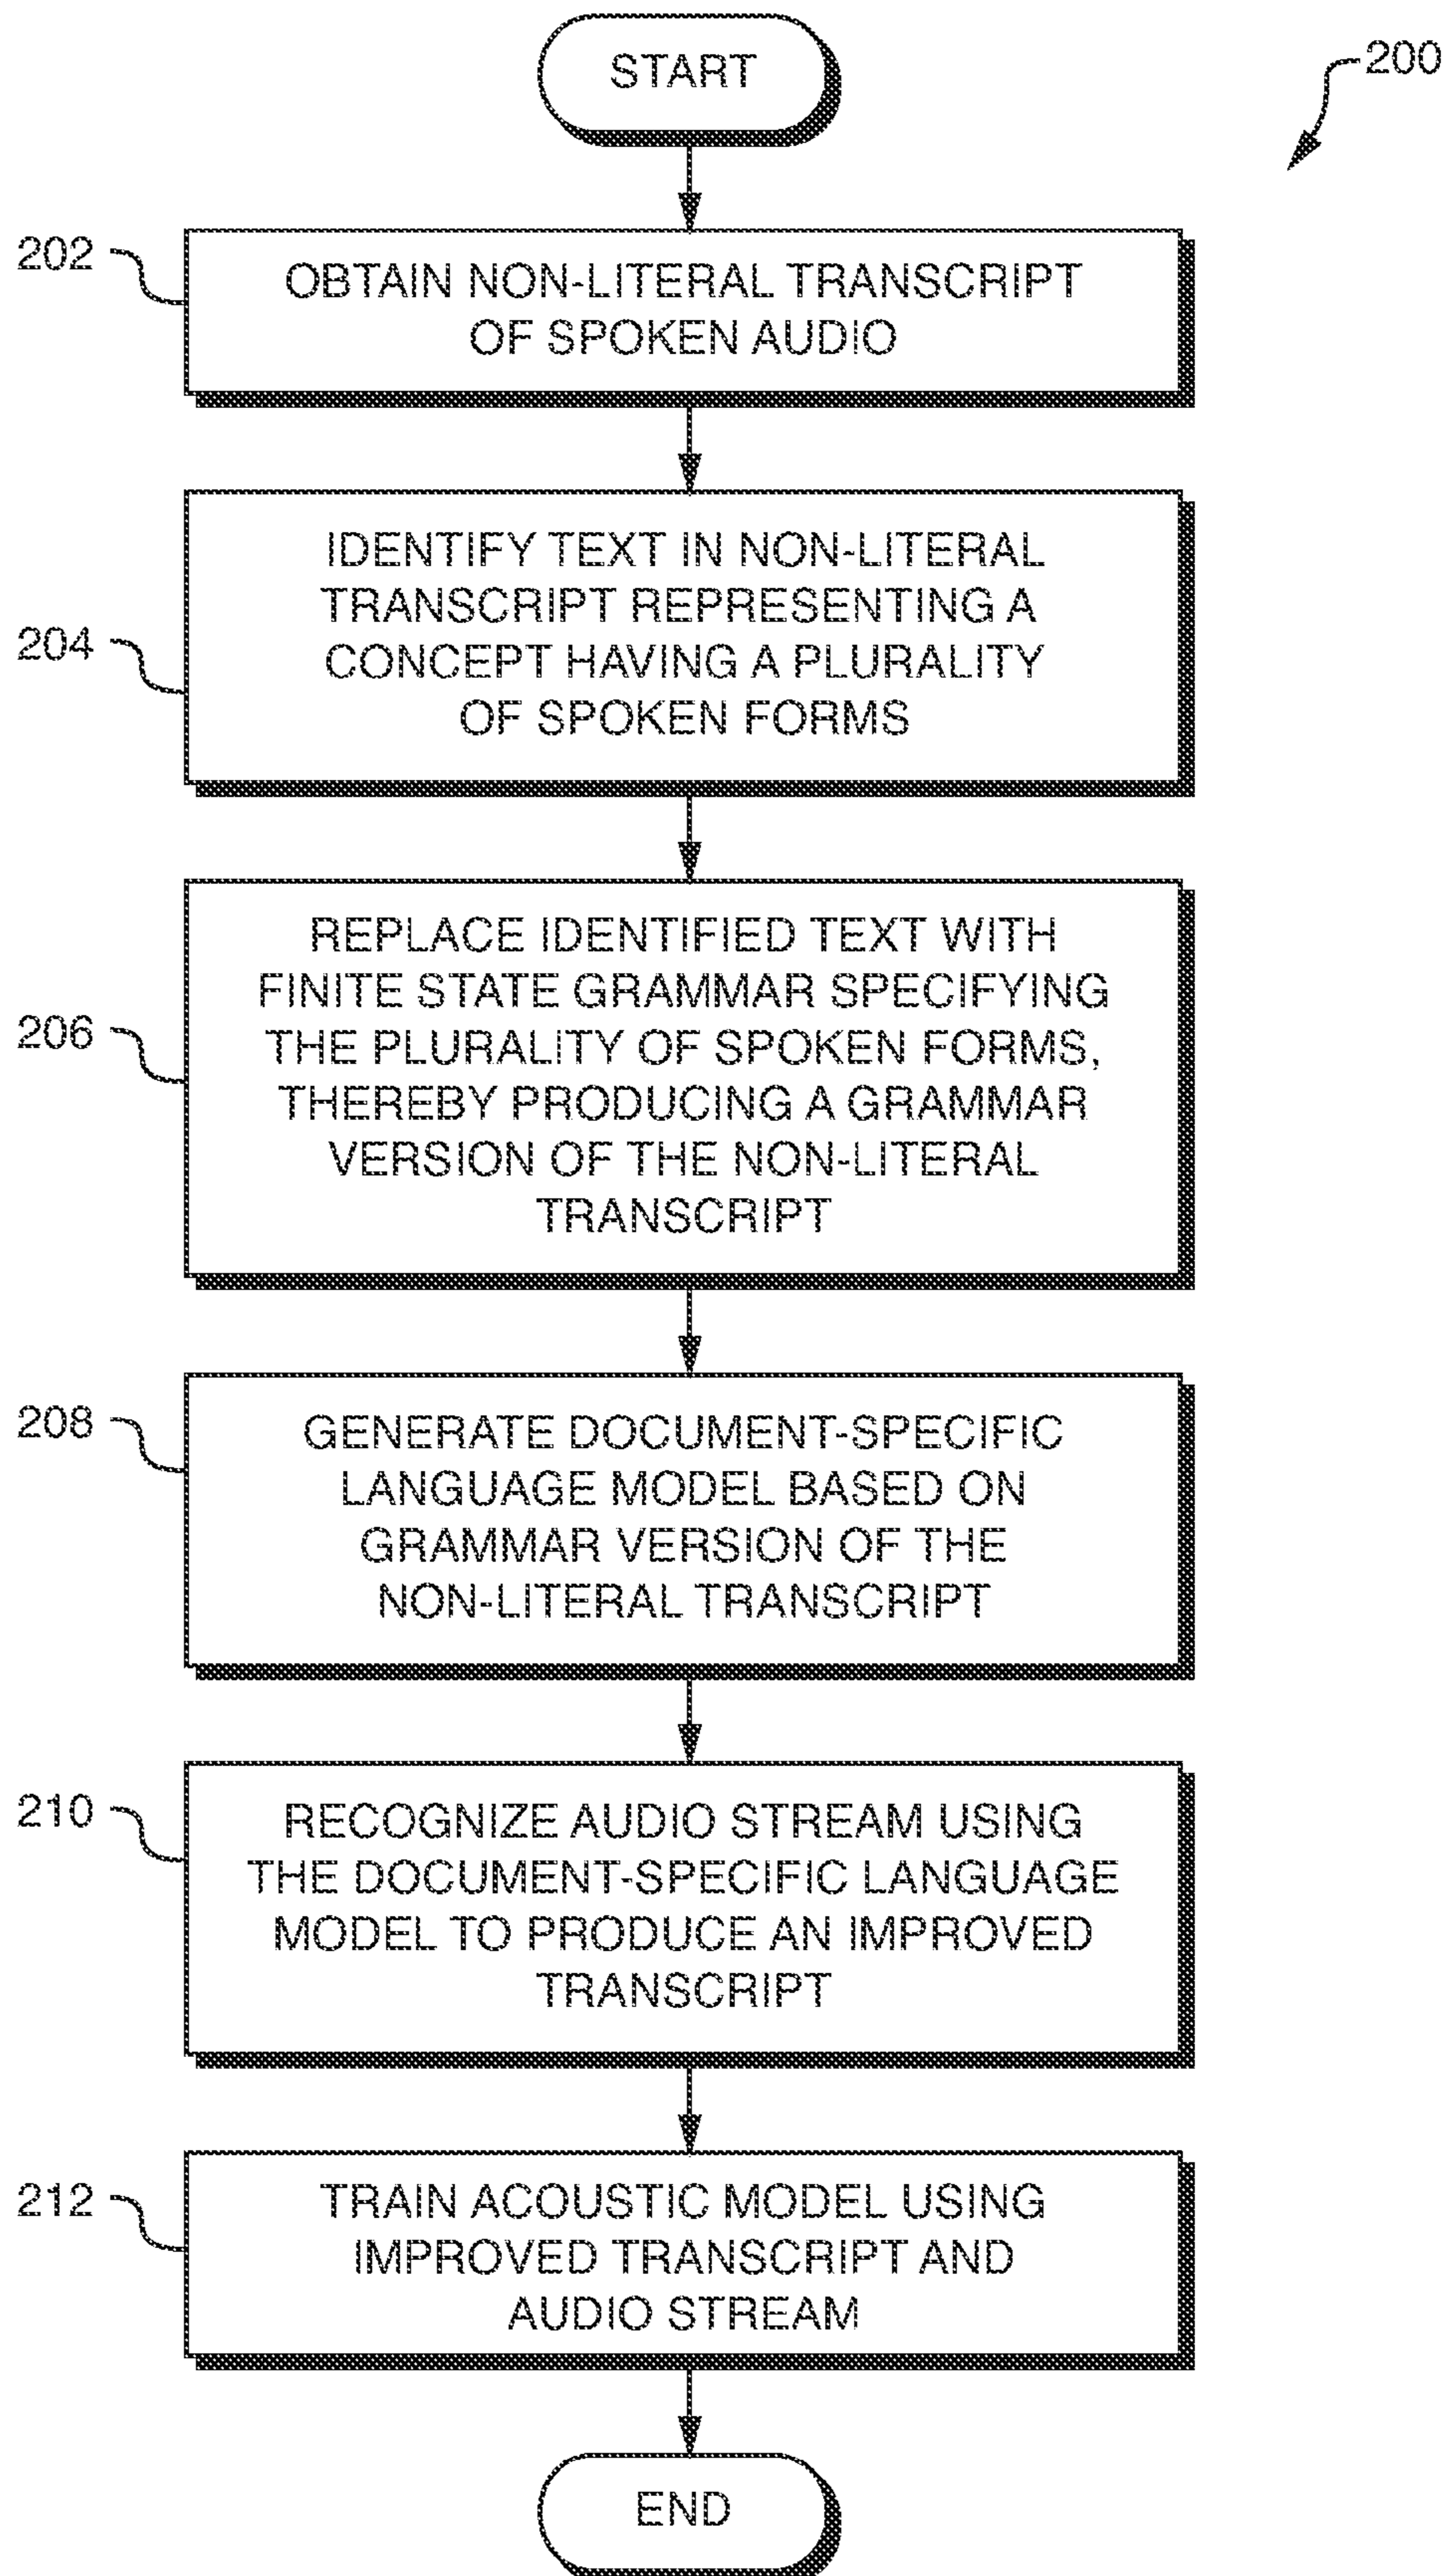 START
200
202
OBTAIN NON-LITERAL TRANSCRIPT
OF SPOKEN AUDIO
204
IDENTIFY TEXT IN NON-LITERAL
TRANSCRIPT REPRESENTING A
CONCEPT HAVING A PLURALITY
OF SPOKEN FORMS
206
REPLACE IDENTIFIED TEXT WITH
FINITE STATE GRAMMAR SPECIFYING
THE PLURALITY OF SPOKEN FORMS,
THEREBY PRODUCING A GRAMMAR
VERSION OF THE NON-LITERAL
TRANSCRIPT
208
GENERATE DOCUMENT-SPECIFIC
LANGUAGE MODEL BASED ON
GRAMMAR VERSION OF THE
NON-LITERAL TRANSCRIPT
210
RECOGNIZE AUDIO STREAM USING
THE DOCUMENT-SPECIFIC LANGUAGE
MODEL TO PRODUCE AN IMPROVED
TRANSCRIPT
212
TRAIN ACOUSTIC MODEL USING
IMPROVED TRANSCRIPT AND
AUDIO STREAM
END